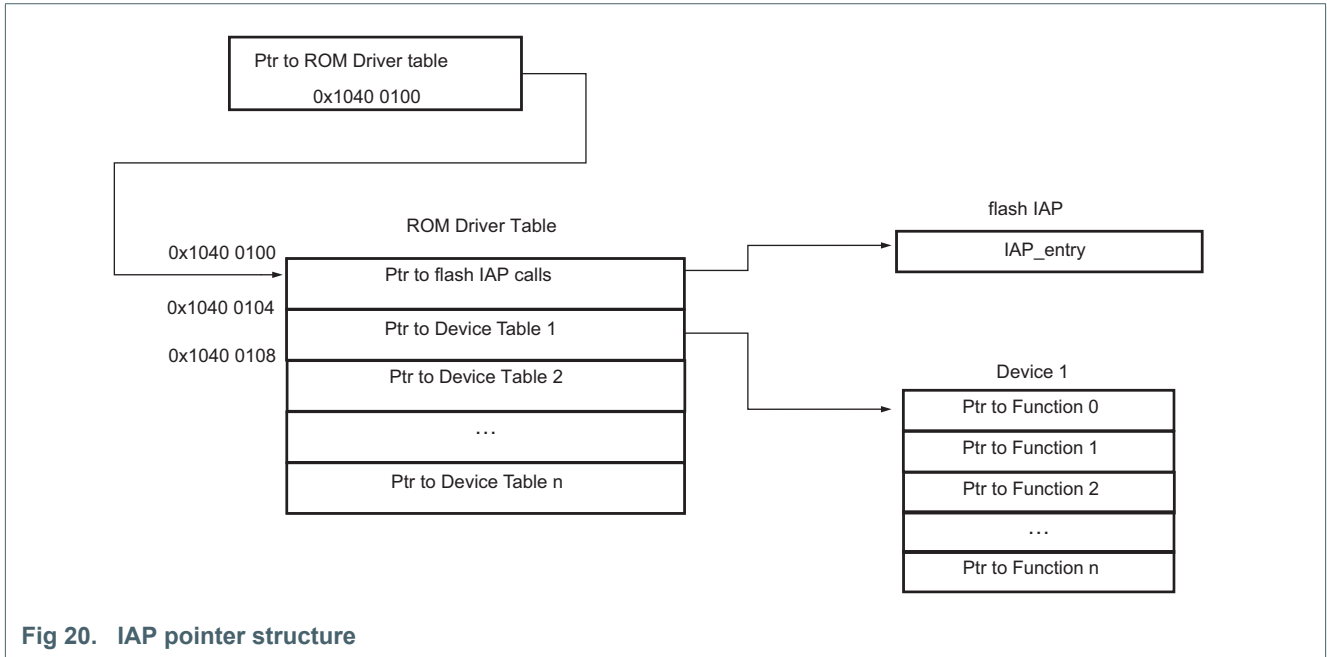 Ptr to ROM Driver table
0x1040 0100
ROM Driver Table
0x1040 0100
Ptr to flash IAP calls
0x1040 0104
Ptr to Device Table 1
0x1040 0108
Ptr to Device Table 2
...
Ptr to Device Table n
flash IAP
IAP_entry
Device 1
Ptr to Function 0
Ptr to Function 1
Ptr to Function 2
...
Ptr to Function n
Fig 20. IAP pointer structure